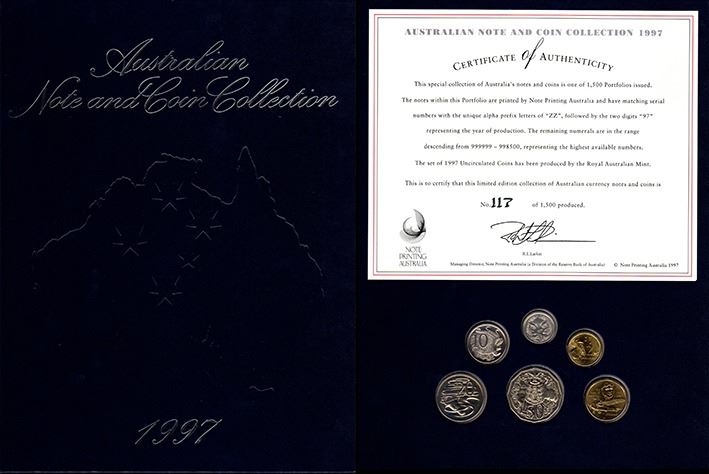 Australian
Note and Coin Collection
1997
AUSTRALIAN NOTE AND COIN COLLECTION 1997
CERTIFICATE of AUTHENTICITY
This special collection of Australia's notes and coins is one of 1,500 Portfolios issued.
The notes within this Portfolio are printed by Note Printing Australia and have matching serial
numbers with the unique alpha prefix letters of "ZZ", followed by the two digits "97"
representing the year of production. The remaining numerals are in the range
descending from 999999 – 998500, representing the highest available numbers.
The set of 1997 Uncirculated Coins has been produced by the Royal Australian Mint.
This is to certify that this limited edition collection of Australian currency notes and coins is
No. 117 of 1,500 produced.
NOTE
PRINTING
AUSTRALIA
R.L.Larkin
Managing Director, Note Printing Australia (a Division of the Reserve Bank of Australia)
© Note Printing Australia 1997
10
5
20
50